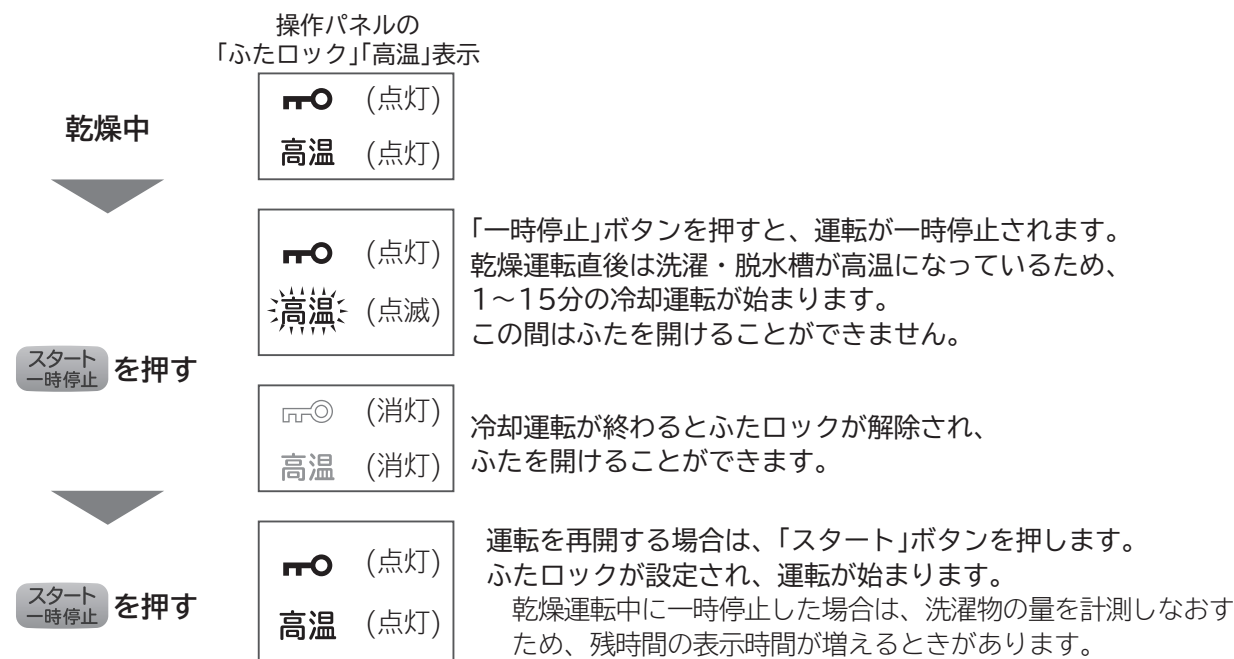 操作パネルの
「ふたロック」「高温」表示
乾燥中
(点灯)
高温 (点灯)
スタート
一時停止 を押す
(点灯)
高温 (点滅)
「一時停止」ボタンを押すと、運転が一時停止されます。
乾燥運転直後は洗濯・脱水槽が高温になっているため、
1〜15分の冷却運転が始まります。
この間はふたを開けることができません。
(消灯)
高温 (消灯)
冷却運転が終わるとふたロックが解除され、
ふたを開けることができます。
スタート
一時停止 を押す
(点灯)
高温 (点灯)
運転を再開する場合は、「スタート」ボタンを押します。
ふたロックが設定され、運転が始まります。
乾燥運転中に一時停止した場合は、洗濯物の量を計測しなおす
ため、残時間の表示時間が増えるときがあります。